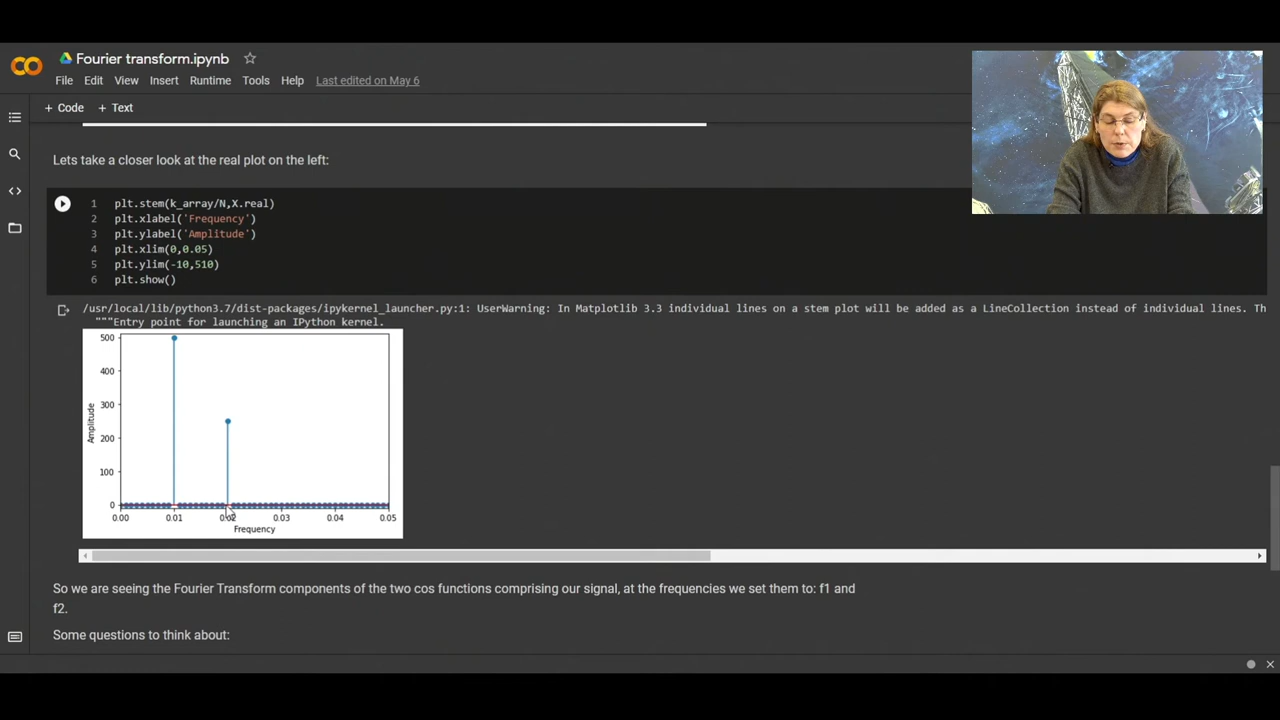 Fourier transform.ipynb
File Edit View Insert Runtime Tools Help Last edited on May 6
+ Code + Text
Lets take a closer look at the real plot on the left:
1 plt.stem(k_array/N,X.real)
2 plt.xlabel('Frequency')
3 plt.ylabel('Amplitude')
4 plt.xlim(0,0.05)
5 plt.ylim(-10,510)
6 plt.show()
/usr/local/lib/python3.7/dist-packages/ipykernel_launcher.py:1: UserWarning: In Matplotlib 3.3 individual lines on a stem plot will be added as a LineCollection instead of individual lines. Th
"""Entry point for launching an IPython kernel.
500
400
300
200
100
0
Amplitude
0.00 0.01 0.02 0.03 0.04 0.05
Frequency
So we are seeing the Fourier Transform components of the two cos functions comprising our signal, at the frequencies we set them to: f1 and
f2.
Some questions to think about: